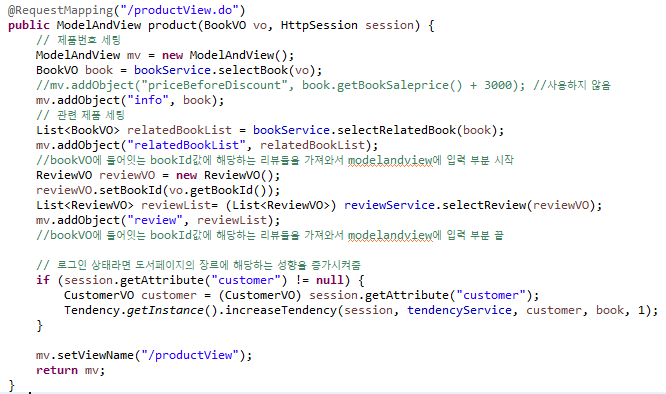 @RequestMapping("/productView.do")
public ModelAndView product(BookVO vo, HttpSession session) {
// 제품번호 세팅
ModelAndView mv = new ModelAndView();
BookVO book = bookService.selectBook(vo);
//mv.addObject("priceBeforeDiscount", book.getBookSaleprice() + 3000); //사용하지 않음
mv.addObject("info", book);
// 관련 제품 세팅
List<BookVO> relatedBookList = bookService.selectRelatedBook(book);
mv.addObject("relatedBookList", relatedBookList);
//bookVO에 들어잇는 bookId값에 해당하는 리뷰들을 가져와서 modelandview에 입력 부분 시작
ReviewVO reviewVO = new ReviewVO();
reviewVO.setBookId(vo.getBookId());
List<ReviewVO> reviewList= (List<ReviewVO>) reviewService.selectReview(reviewVO);
mv.addObject("review", reviewList);
//bookVO에 들어잇는 bookId값에 해당하는 리뷰들을 가져와서 modelandview에 입력 부분 끝
// 로그인 상태라면 도서페이지의 장르에 해당하는 성향을 증가시켜줌
if (session.getAttribute("customer") != null) {
CustomerVO customer = (CustomerVO) session.getAttribute("customer");
Tendency.getInstance().increaseTendency(session, tendencyService, customer, book, 1);
}
mv.setViewName("/productView");
return mv;
}